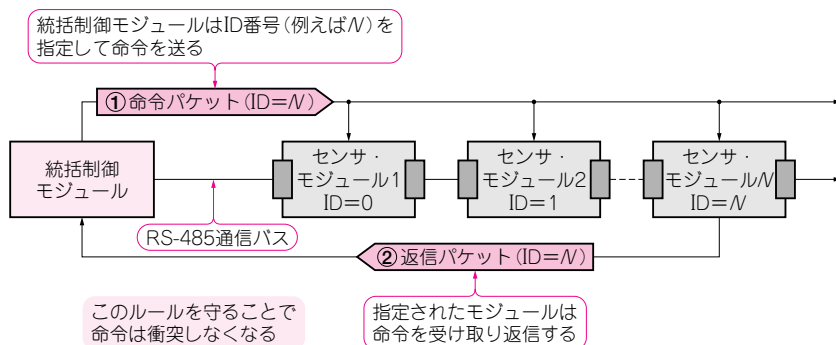 統括制御モジュールはID番号(例えばN)を
指定して命令を送る
①命令パケット(ID=N)
統括制御
モジュール
センサ・
モジュール1
ID=0
センサ・
モジュール2
ID=1
センサ・
モジュールN
ID=N
RS-485通信バス
②返信パケット(ID=N)
このルールを守ることで
命令は衝突しなくなる
指定されたモジュールは
命令を受け取り返信する